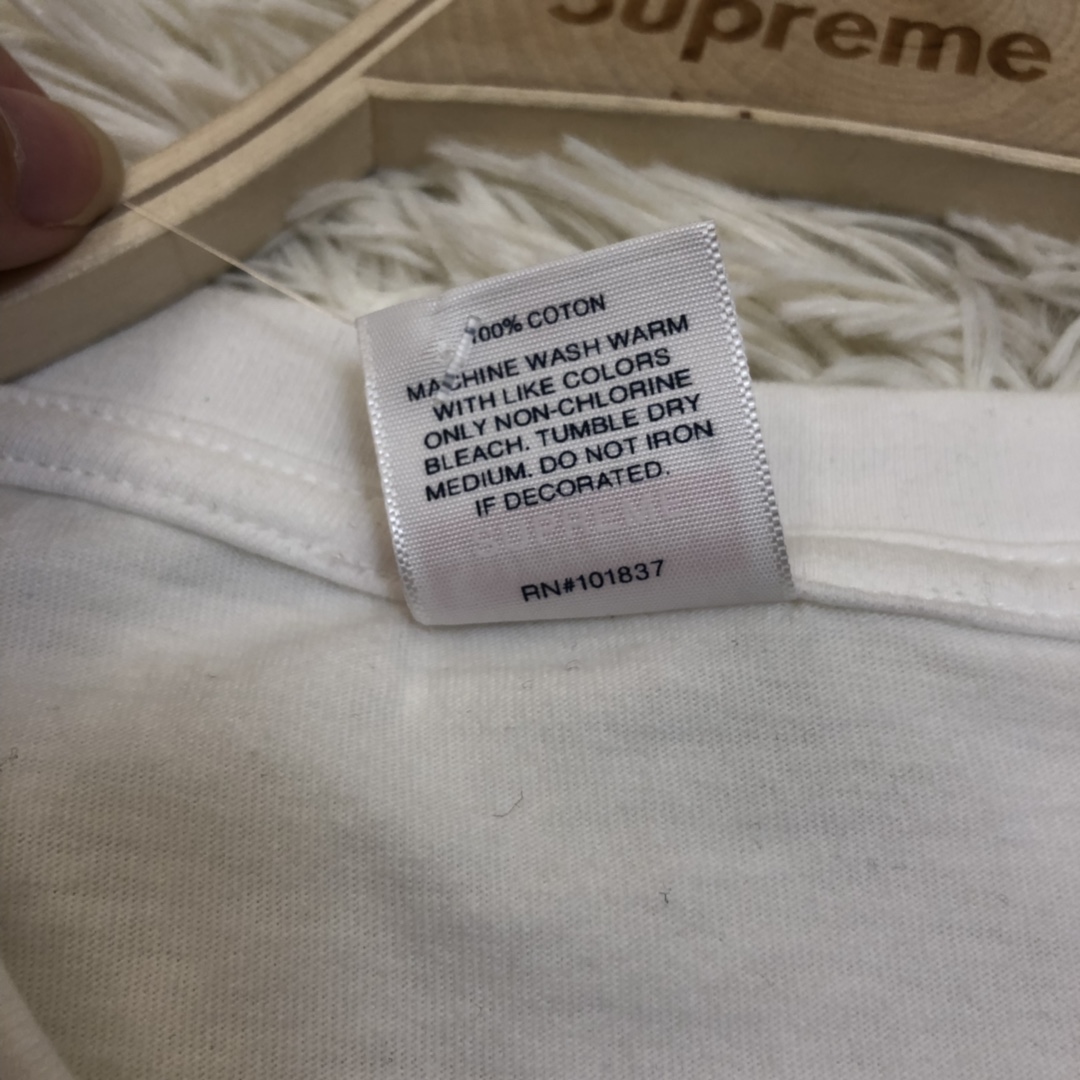 Supreme
100% COTON
MACHINE WASH WARM
WITH LIKE COLORS
ONLY NON-CHLORINE
BLEACH. TUMBLE DRY
MEDIUM. DO NOT IRON
IF DECORATED.
SUPREME
RN#101837